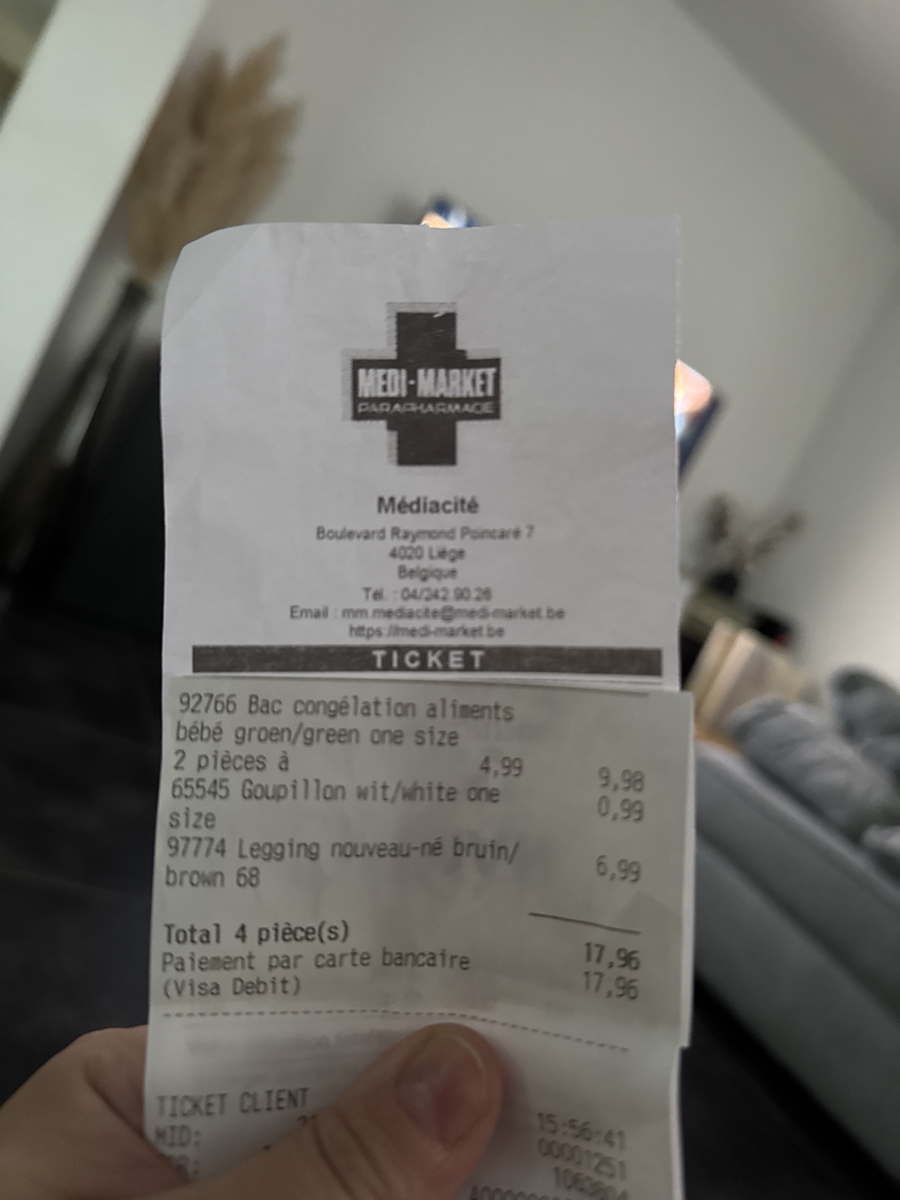 MEDI-MARKET
PARAPHARMACIE
Médiacité
Boulevard Raymond Poincaré 7
4020 Liège
Belgique
Tél. : 04/242.90.26
Email : mm.mediacite@medi-market.be
https://medi-market.be
TICKET
92766 Bac congélation aliments
bébé groen/green one size
2 pièces à 4,99 9,98
65545 Goupillon wit/white one 0,99
size
97774 Legging nouveau-né bruin/ 6,99
brown 68
Total 4 pièce(s) 17,96
Paiement par carte bancaire 17,96
(Visa Debit)
TICKET CLIENT 15:56:41
MID: 00001251